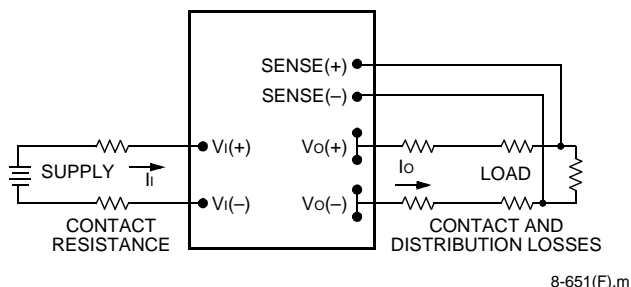 SENSE(+)
SENSE(–)
SUPPLY
II
VI(+)
VI(–)
CONTACT
RESISTANCE
VO(+)
VO(–)
IO
LOAD
CONTACT AND
DISTRIBUTION LOSSES
8-651(F).m